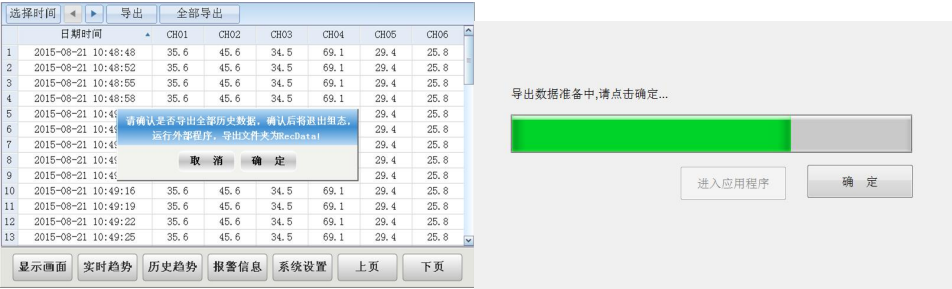 选择时间 导出 全部导出
日期时间 CH01 CH02 CH03 CH04 CH05 CH06
1 2015-08-21 10:48:48 35.6 45.6 34.5 69.1 29.4 25.8
2 2015-08-21 10:48:52 35.6 45.6 34.5 69.1 29.4 25.8
3 2015-08-21 10:48:55 35.6 45.6 34.5 69.1 29.4 25.8
4 2015-08-21 10:48:58 35.6 45.6 34.5 69.1 29.4 25.8
5 2015-08-21 10:49 29.4 25.8
6 2015-08-21 10:49 29.4 25.8
7 2015-08-21 10:49 29.4 25.8
8 2015-08-21 10:49 29.4 25.8
9 2015-08-21 10:49 29.4 25.8
请确认是否导出全部历史数据，确认后将退出组态，
运行外部程序，导出文件夹为RecData!
取 消 确 定
10 2015-08-21 10:49:16 35.6 45.6 34.5 69.1 29.4 25.8
11 2015-08-21 10:49:19 35.6 45.6 34.5 69.1 29.4 25.8
12 2015-08-21 10:49:22 35.6 45.6 34.5 69.1 29.4 25.8
13 2015-08-21 10:49:25 35.6 45.6 34.5 69.1 29.4 25.8
显示画面 实时趋势 历史趋势 报警信息 系统设置 上页 下页
导出数据准备中,请点击确定...
进入应用程序 确 定